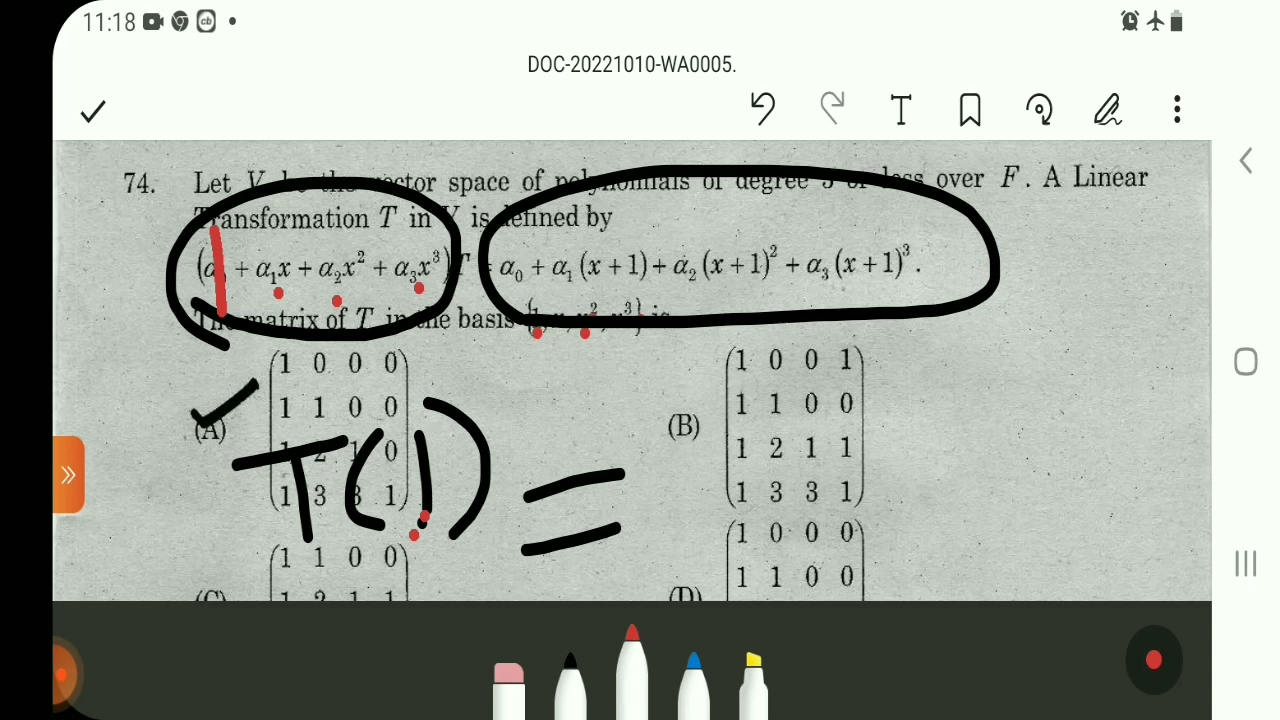 11:18
DOC-20221010-WA0005.
T
74. Let V be the vector space of polynomials of degree 3 or less over F. A Linear
Transformation T in V is defined by
(α₀ + α₁x + α₂x² + α₃x³)T = α₀ + α₁(x+1) + α₂(x+1)² + α₃(x+1)³.
The matrix of T in the basis {1, x, x², x³} is
(A)
1 0 0 0
1 1 0 0
1 2 1 0
1 3 3 1
(B)
1 0 0 1
1 1 0 0
1 2 1 1
1 3 3 1
T(1) =
(C)
1 1 0 0
1 2 1 1
(D)
1 0 0 0
1 1 0 0